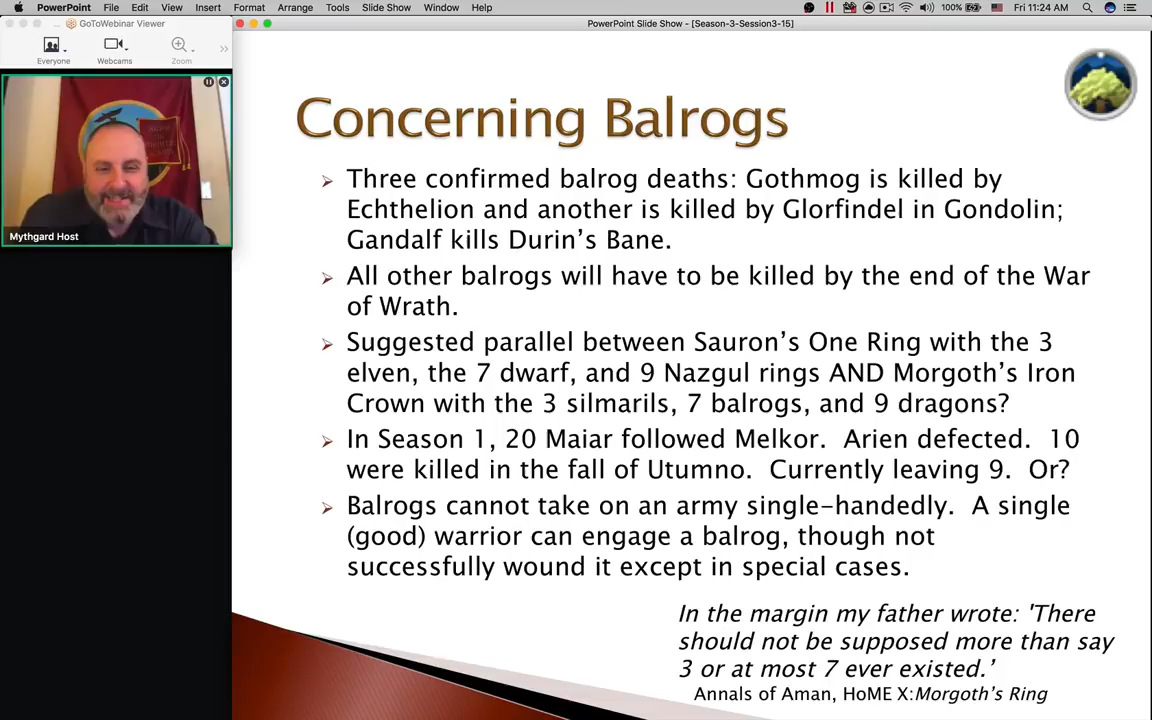 PowerPoint File Edit View Insert Format Arrange Tools Slide Show Window Help 100% Fri 11:24 AM
GoToWebinar Viewer
PowerPoint Slide Show - [Season-3-Session3-15]
Everyone Webcams Zoom
Mythgard Host
Concerning Balrogs
Three confirmed balrog deaths: Gothmog is killed by
Echthelion and another is killed by Glorfindel in Gondolin;
Gandalf kills Durin's Bane.
All other balrogs will have to be killed by the end of the War
of Wrath.
Suggested parallel between Sauron's One Ring with the 3
elven, the 7 dwarf, and 9 Nazgul rings AND Morgoth's Iron
Crown with the 3 silmarils, 7 balrogs, and 9 dragons?
In Season 1, 20 Maiar followed Melkor. Arien defected. 10
were killed in the fall of Utumno. Currently leaving 9. Or?
Balrogs cannot take on an army single-handedly. A single
(good) warrior can engage a balrog, though not
successfully wound it except in special cases.
In the margin my father wrote: 'There
should not be supposed more than say
3 or at most 7 ever existed.'
Annals of Aman, HoME X:Morgoth's Ring